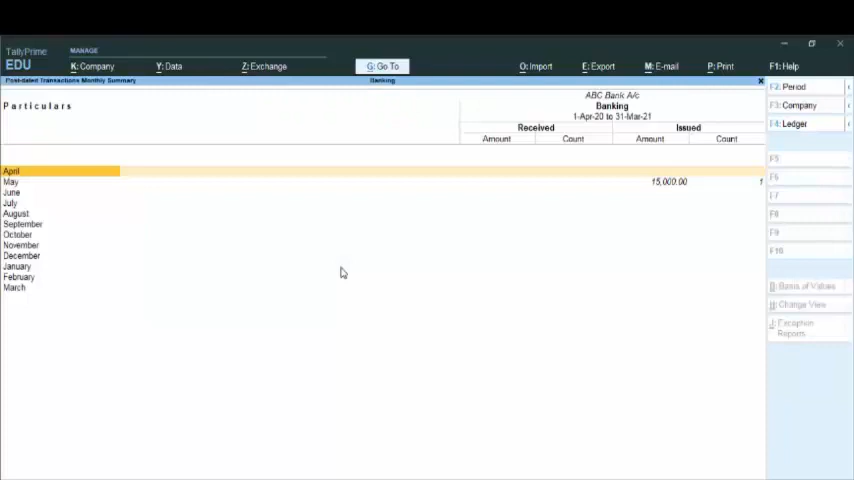 TallyPrime
EDU
MANAGE
K: Company
Y: Data
Z: Exchange
G: Go To
O: Import
E: Export
M: E-mail
P: Print
F1: Help
Post-dated Transactions Monthly Summary
Banking
x
F2: Period
F3: Company
F4: Ledger
F5
F6
F7
F8
F9
F10
B: Basis of Values
H: Change View
J: Exception
Reports
Particulars
ABC Bank A/c
Banking
1-Apr-20 to 31-Mar-21
Received
Issued
Amount
Count
Amount
Count
April
May
15,000.00
1
June
July
August
September
October
November
December
January
February
March